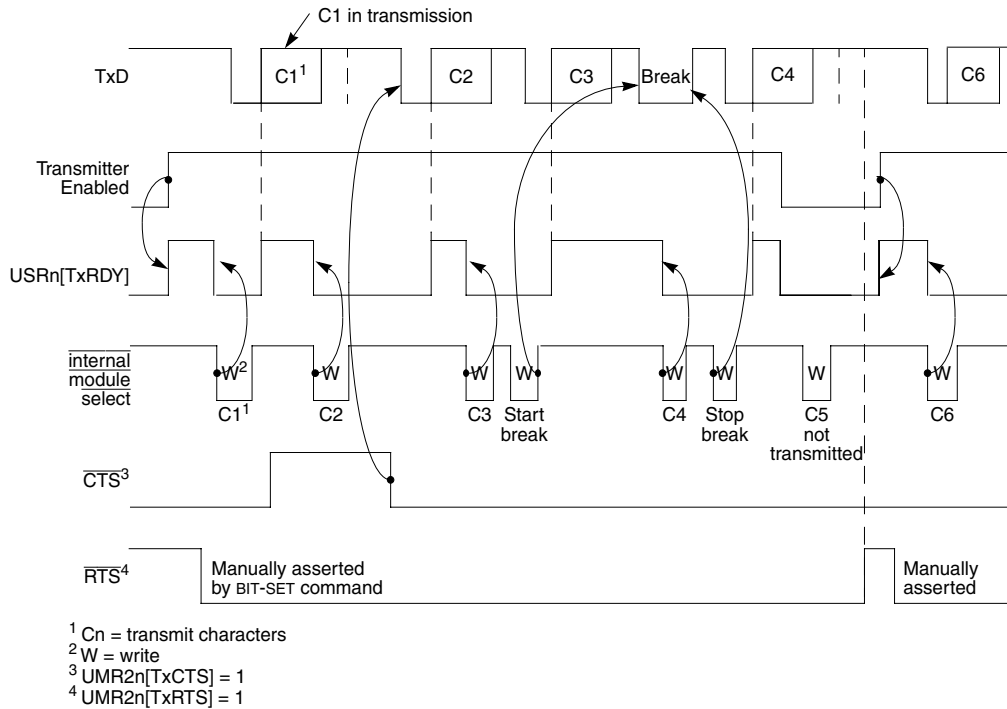 C1 in transmission
TxD
C1¹
C2
C3
Break
C4
C6
Transmitter
Enabled
USRn[TxRDY]
internal
module
select
W²
W
W
W
W
W
W
W
C1¹
C2
C3
Start
break
C4
Stop
break
C5
not
transmitted
C6
CTS³
RTS⁴
Manually asserted
by BIT-SET command
Manually
asserted
¹ Cn = transmit characters
² W = write
³ UMR2n[TxCTS] = 1
⁴ UMR2n[TxRTS] = 1